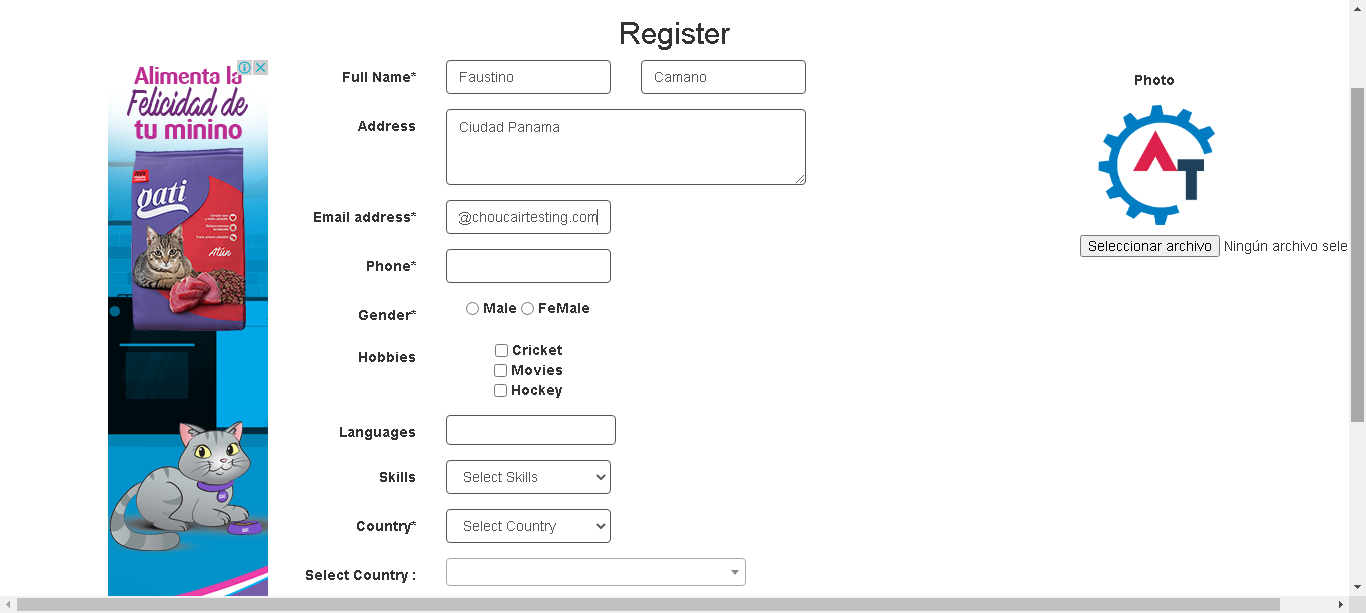 Register
Alimenta la
Felicidad de
tu minino
gati
Atún
Full Name* Faustino Camano
Address Ciudad Panama
Email address* @choucairtesting.com
Phone*
Gender* Male FeMale
Hobbies Cricket
Movies
Hockey
Languages
Skills Select Skills
Country* Select Country
Select Country :
Photo
AT
Seleccionar archivo Ningún archivo sele